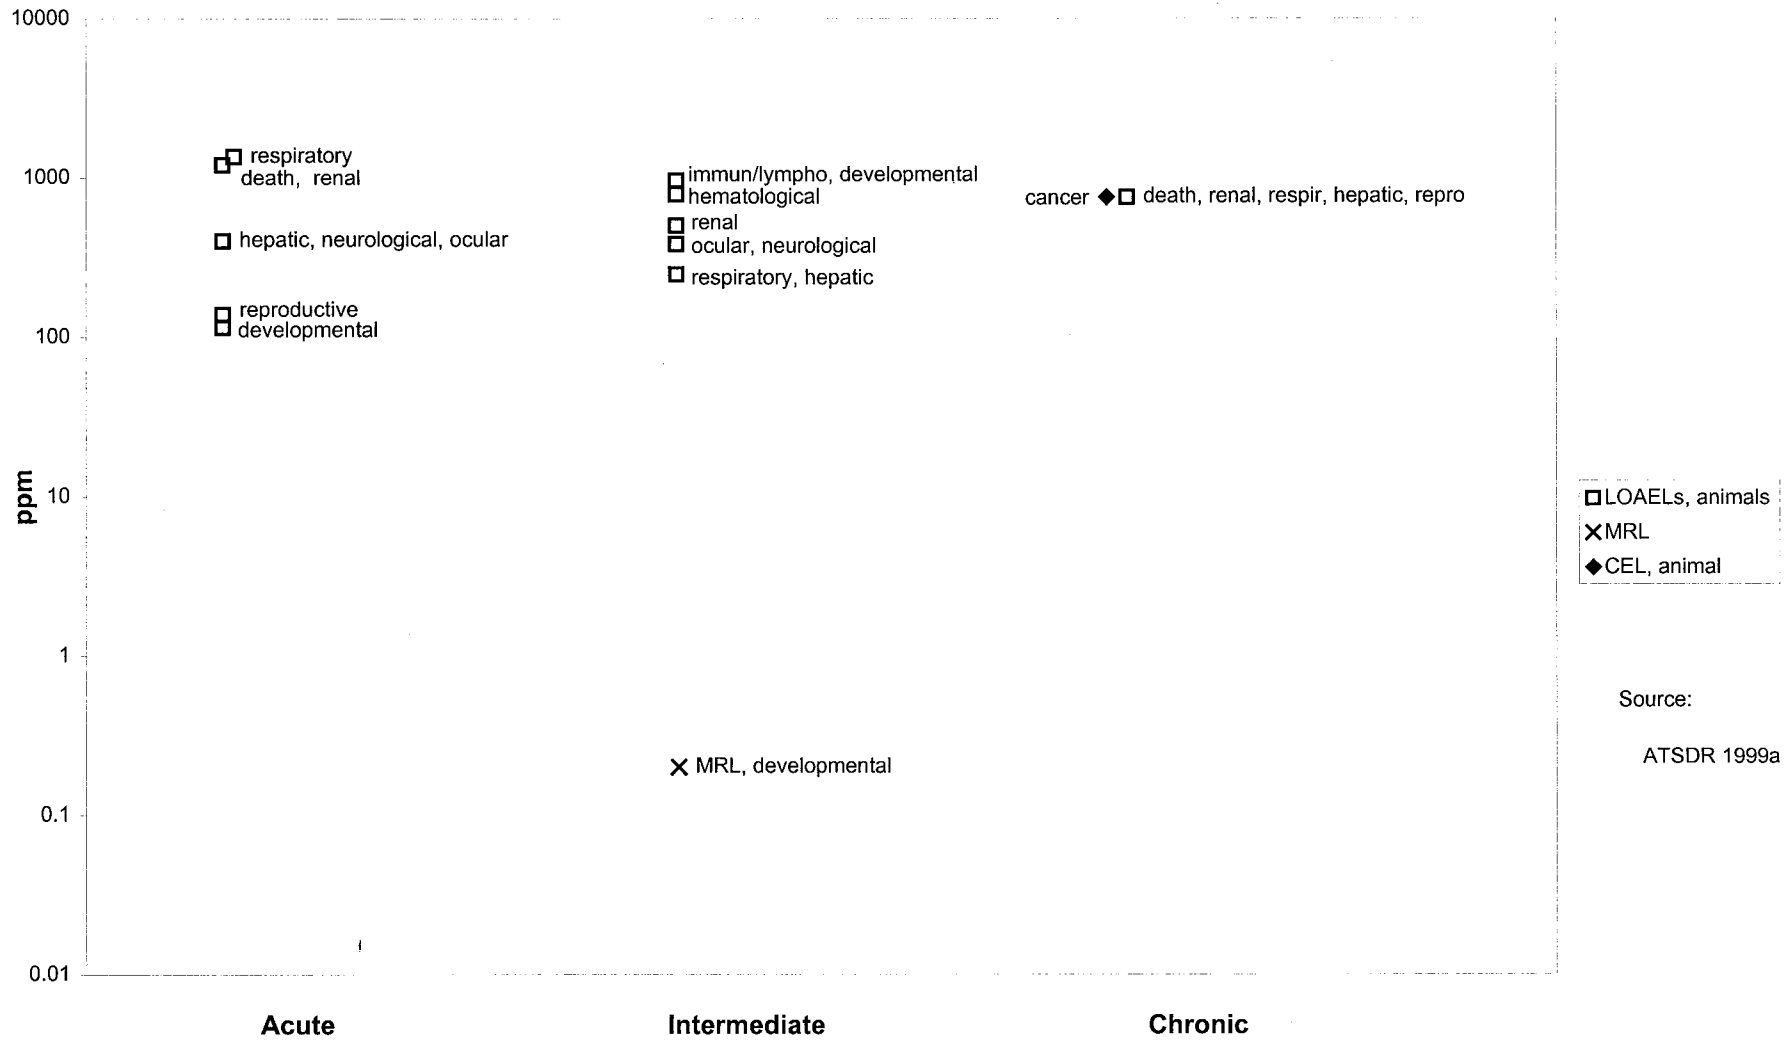 10000
1000
100
10
1
0.1
0.01
ppm
respiratory
death, renal
hepatic, neurological, ocular
reproductive
developmental
immun/lympho, developmental
hematological
renal
ocular, neurological
respiratory, hepatic
MRL, developmental
cancer
death, renal, respir, hepatic, repro
LOAELs, animals
MRL
CEL, animal
Source:
ATSDR 1999a
Acute
Intermediate
Chronic